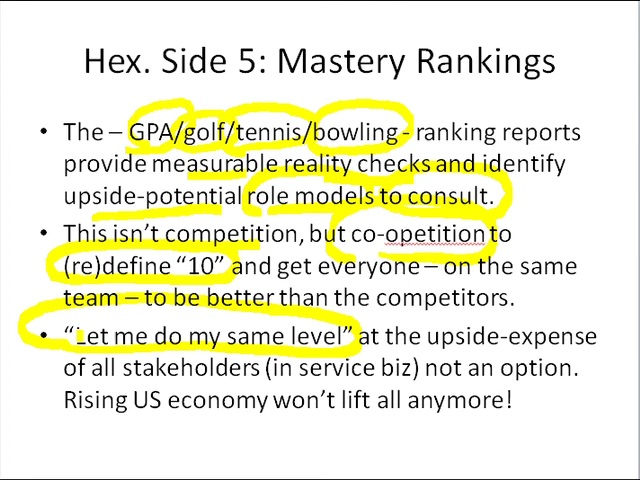 Hex. Side 5: Mastery Rankings
• The – GPA/golf/tennis/bowling - ranking reports
provide measurable reality checks and identify
upside-potential role models to consult.
• This isn't competition, but co-opetition to
(re)define "10" and get everyone – on the same
team – to be better than the competitors.
• "Let me do my same level" at the upside-expense
of all stakeholders (in service biz) not an option.
Rising US economy won't lift all anymore!